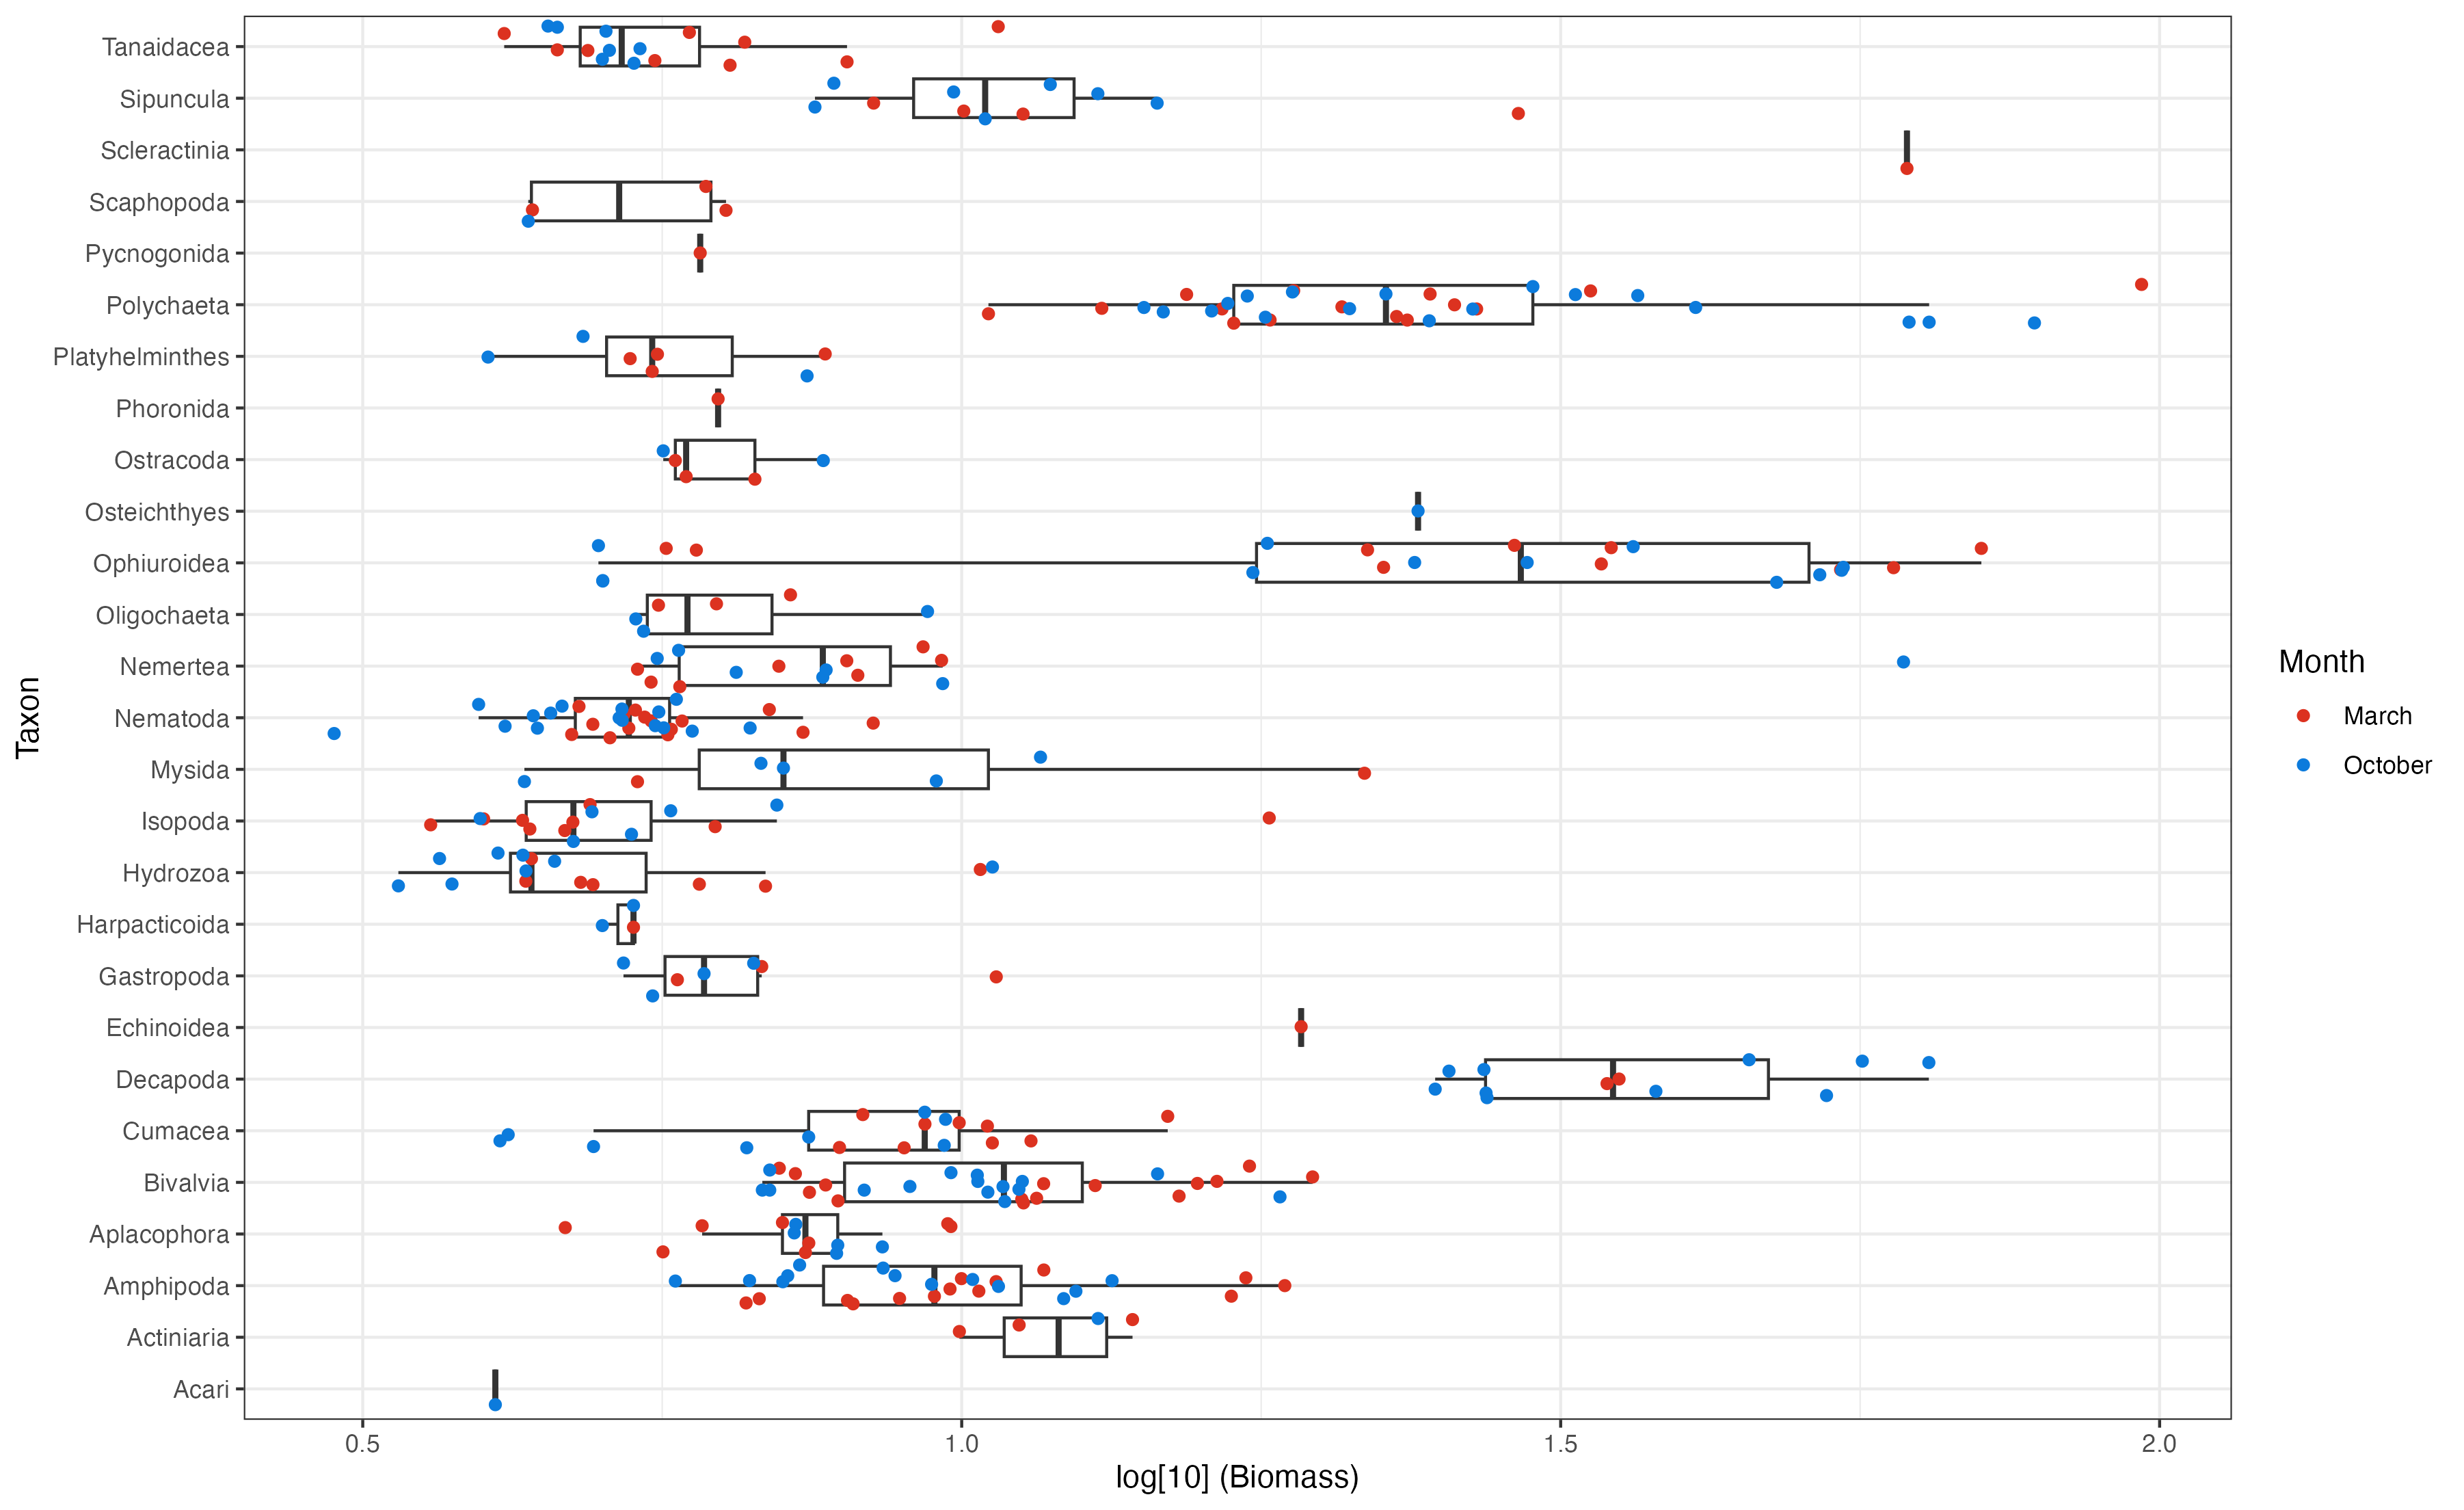 Tanaidacea
Sipuncula
Scleractinia
Scaphopoda
Pycnogonida
Polychaeta
Platyhelminthes
Phoronida
Ostracoda
Osteichthyes
Ophiuroidea
Oligochaeta
Nemertea
Nematoda
Mysida
Isopoda
Hydrozoa
Harpacticoida
Gastropoda
Echinoidea
Decapoda
Cumacea
Bivalvia
Aplacophora
Amphipoda
Actiniaria
Acari
Taxon
0.5 1.0 1.5 2.0
log[10] (Biomass)
Month
March
October